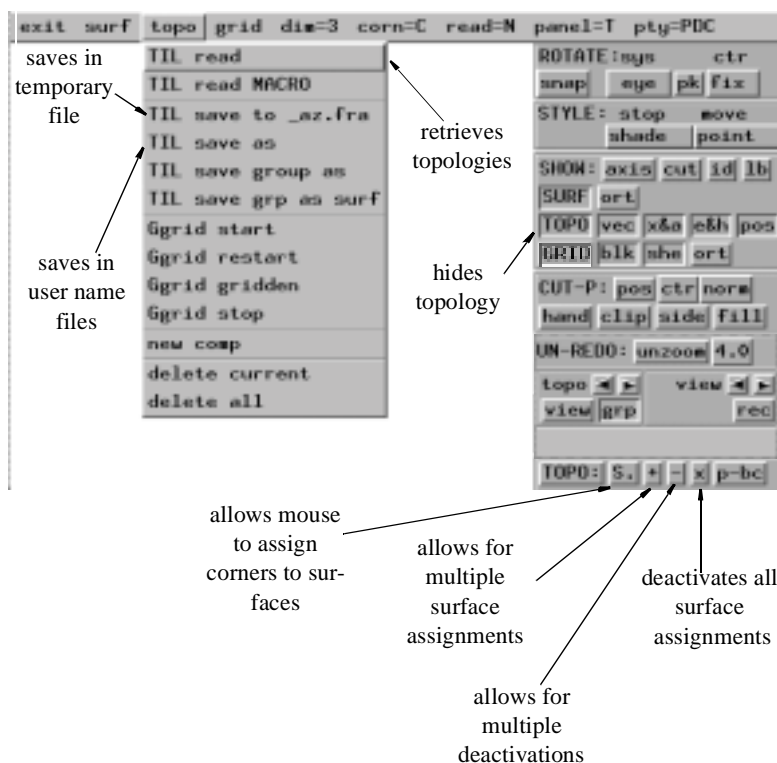 exit surf topo grid dim=3 corn=C read=N panel=T pty=PDC
saves in
temporary
file
TIL read
TIL read MACRO
TIL save to _az.fra
TIL save as
TIL save group as
TIL save grp as surf
Ggrid start
Ggrid restart
Ggrid gridden
Ggrid stop
new comp
delete current
delete all
saves in
user name
files
retrieves
topologies
hides
topology
ROTATE: sys ctr
snap eye pk fix
STYLE: stop move
shade point
SHOW: axis cut id lb
SURF ort
TOPO vec x&a e&h pos
GRID blk she ort
CUT-P: pos ctr norm
hand clip side fill
UN-REDO: unzoom 4.0
topo view
view grp rec
TOPO: S. + - x p-bc
allows mouse
to assign
corners to sur-
faces
allows for
multiple
surface
assignments
deactivates all
surface
assignments
allows for
multiple
deactivations